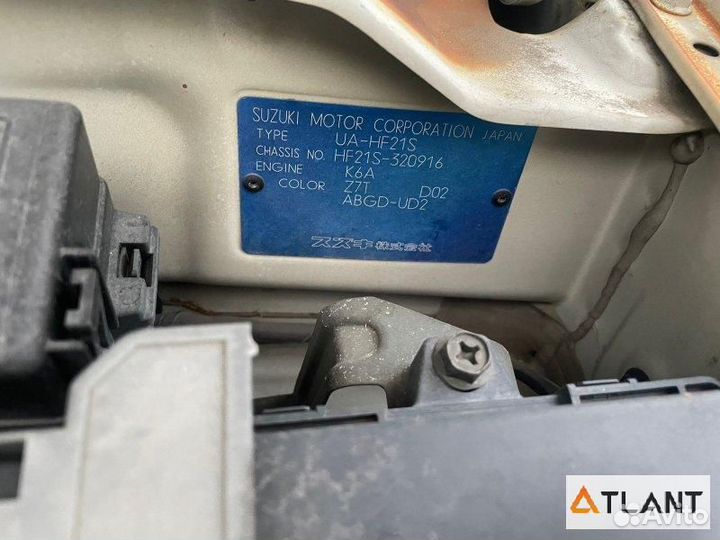 SUZUKI MOTOR CORPORATION JAPAN
TYPE UA-HF21S
CHASSIS NO. HF21S-320916
ENGINE K6A
COLOR Z7T D02
ABGD-UD2
スズキ株式会社
ATLANT
Avito